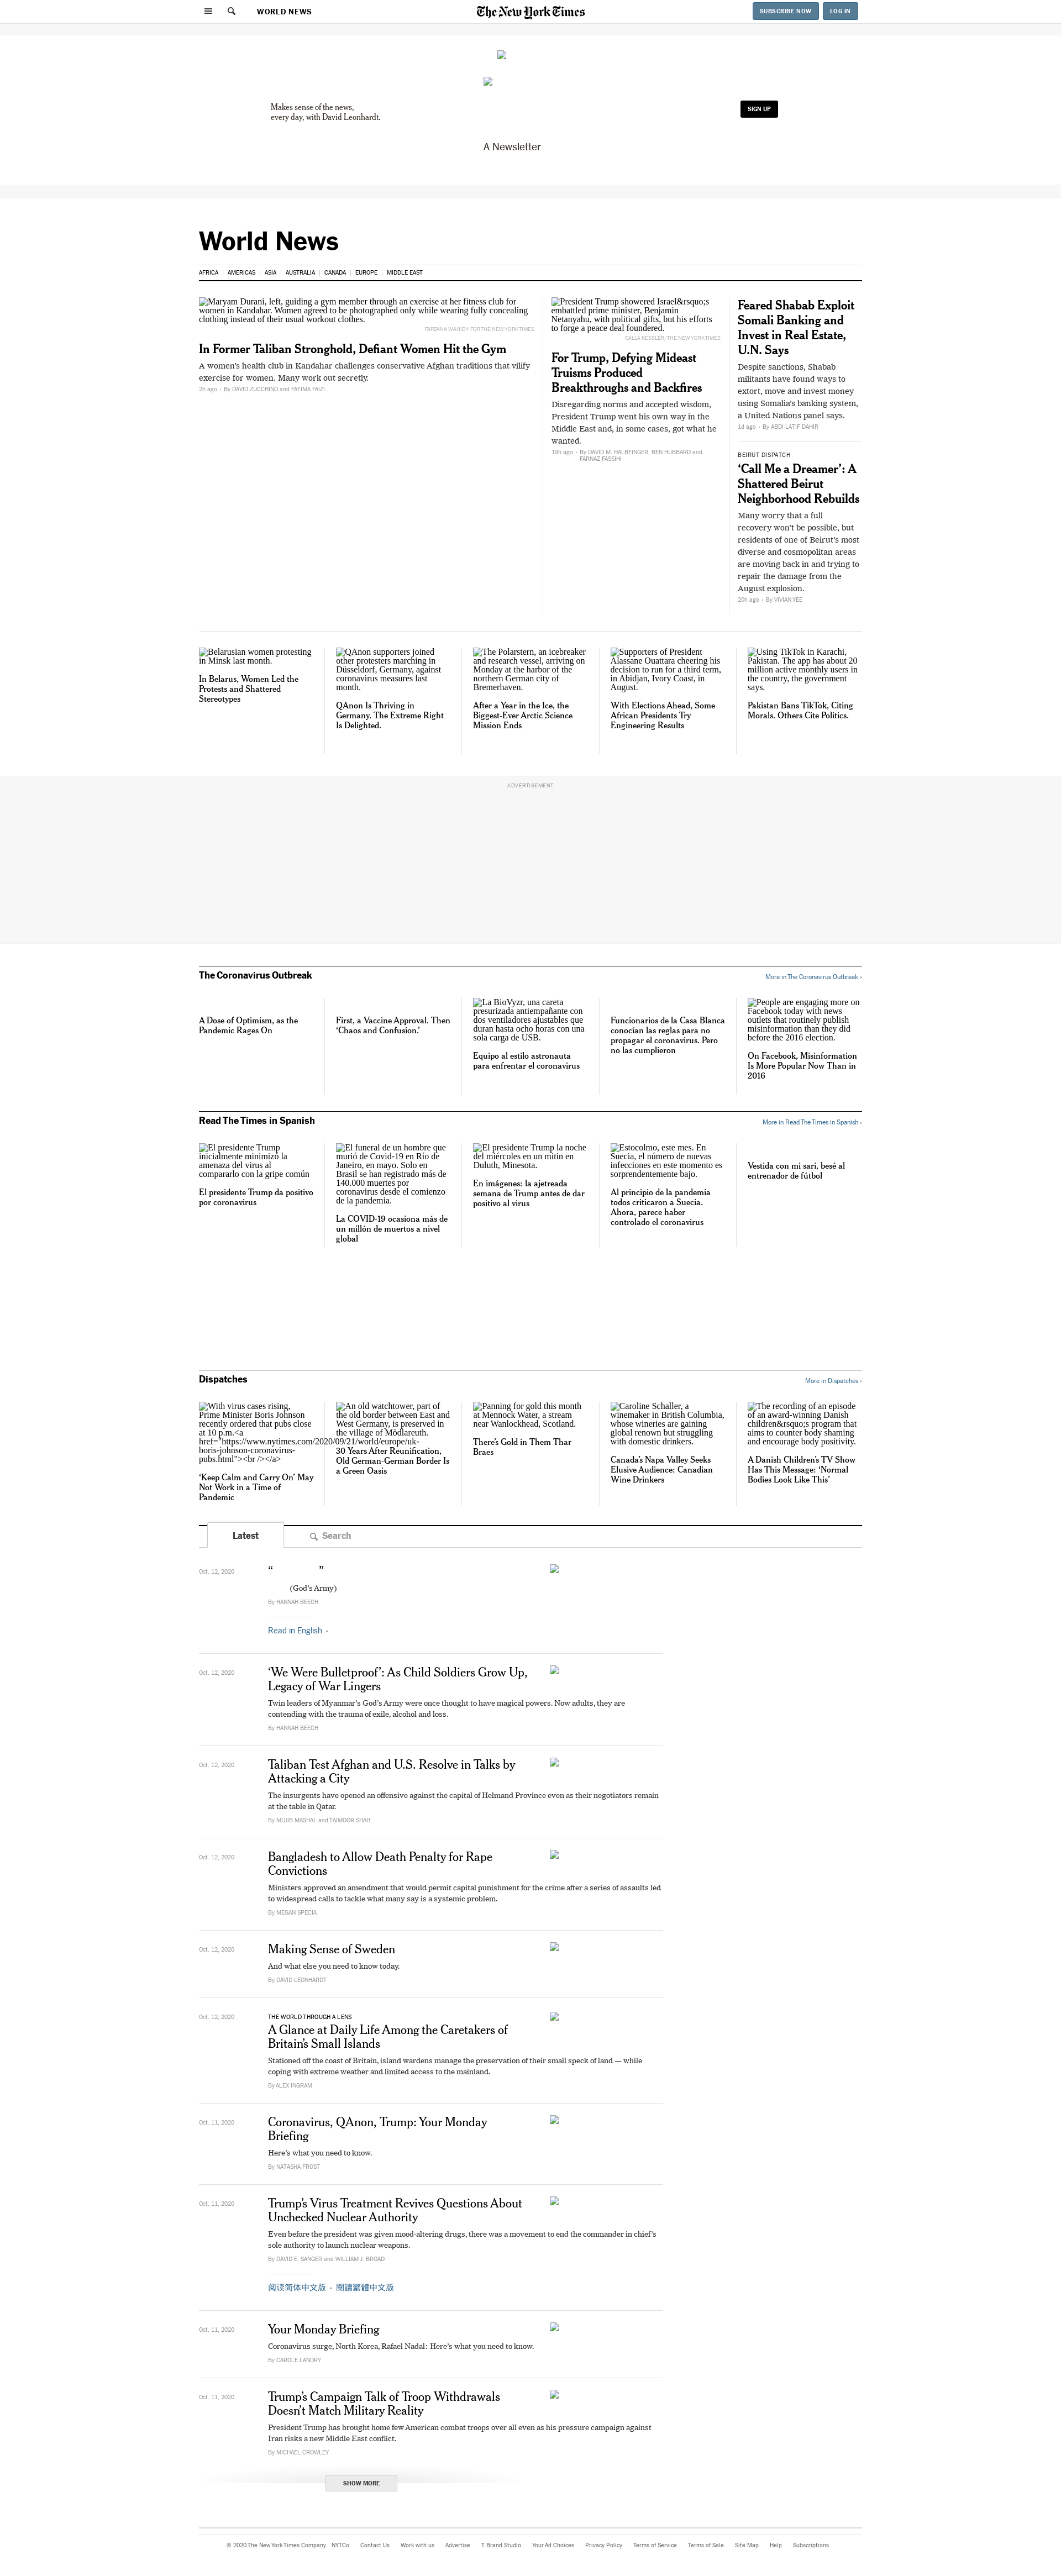 WORLD NEWS
The New York Times
SUBSCRIBE NOW
LOG IN
Makes sense of the news,
every day, with David Leonhardt.
SIGN UP
A Newsletter
World News
AFRICA | AMERICAS | ASIA | AUSTRALIA | CANADA | EUROPE | MIDDLE EAST
Maryam Durani, left, guiding a gym member through an exercise at her fitness club for
women in Kandahar. Women agreed to be photographed only while wearing fully concealing
clothing instead of their usual workout clothes.
FARZANA WAHIDY FOR THE NEW YORK TIMES
In Former Taliban Stronghold, Defiant Women Hit the Gym
A women's health club in Kandahar challenges conservative Afghan traditions that vilify
exercise for women. Many work out secretly.
2h ago • By DAVID ZUCCHINO and FATIMA FAIZI
President Trump showered Israel&rsquo;s
embattled prime minister, Benjamin
Netanyahu, with political gifts, but his efforts
to forge a peace deal foundered.
CALLA KESSLER/THE NEW YORK TIMES
For Trump, Defying Mideast
Truisms Produced
Breakthroughs and Backfires
Disregarding norms and accepted wisdom,
President Trump went his own way in the
Middle East and, in some cases, got what he
wanted.
19h ago • By DAVID M. HALBFINGER, BEN HUBBARD and
FARNAZ FASSIHI
Feared Shabab Exploit
Somali Banking and
Invest in Real Estate,
U.N. Says
Despite sanctions, Shabab
militants have found ways to
extort, move and invest money
using Somalia's banking system,
a United Nations panel says.
1d ago • By ABDI LATIF DAHIR
BEIRUT DISPATCH
‘Call Me a Dreamer’: A
Shattered Beirut
Neighborhood Rebuilds
Many worry that a full
recovery won't be possible, but
residents of one of Beirut's most
diverse and cosmopolitan areas
are moving back in and trying to
repair the damage from the
August explosion.
20h ago • By VIVIAN YEE
Belarusian women protesting
in Minsk last month.
In Belarus, Women Led the
Protests and Shattered
Stereotypes
QAnon supporters joined
other protesters marching in
Düsseldorf, Germany, against
coronavirus measures last
month.
QAnon Is Thriving in
Germany. The Extreme Right
Is Delighted.
The Polarstern, an icebreaker
and research vessel, arriving on
Monday at the harbor of the
northern German city of
Bremerhaven.
After a Year in the Ice, the
Biggest-Ever Arctic Science
Mission Ends
Supporters of President
Alassane Ouattara cheering his
decision to run for a third term,
in Abidjan, Ivory Coast, in
August.
With Elections Ahead, Some
African Presidents Try
Engineering Results
Using TikTok in Karachi,
Pakistan. The app has about 20
million active monthly users in
the country, the government
says.
Pakistan Bans TikTok, Citing
Morals. Others Cite Politics.
ADVERTISEMENT
The Coronavirus Outbreak
More in The Coronavirus Outbreak ›
A Dose of Optimism, as the
Pandemic Rages On
First, a Vaccine Approval. Then
‘Chaos and Confusion.’
La BioVyzr, una careta
presurizada antiempañante con
dos ventiladores ajustables que
duran hasta ocho horas con una
sola carga de USB.
Equipo al estilo astronauta
para enfrentar el coronavirus
Funcionarios de la Casa Blanca
conocían las reglas para no
propagar el coronavirus. Pero
no las cumplieron
People are engaging more on
Facebook today with news
outlets that routinely publish
misinformation than they did
before the 2016 election.
On Facebook, Misinformation
Is More Popular Now Than in
2016
Read The Times in Spanish
More in Read The Times in Spanish ›
El presidente Trump
inicialmente minimizó la
amenaza del virus al
compararlo con la gripe común
El presidente Trump da positivo
por coronavirus
El funeral de un hombre que
murió de Covid-19 en Río de
Janeiro, en mayo. Solo en
Brasil se han registrado más de
140.000 muertes por
coronavirus desde el comienzo
de la pandemia.
La COVID-19 ocasiona más de
un millón de muertos a nivel
global
El presidente Trump la noche
del miércoles en un mitin en
Duluth, Minesota.
En imágenes: la ajetreada
semana de Trump antes de dar
positivo al virus
Estocolmo, este mes. En
Suecia, el número de nuevas
infecciones en este momento es
sorprendentemente bajo.
Al principio de la pandemia
todos criticaron a Suecia.
Ahora, parece haber
controlado el coronavirus
Vestida con mi sari, besé al
entrenador de fútbol
Dispatches
More in Dispatches ›
With virus cases rising,
Prime Minister Boris Johnson
recently ordered that pubs close
at 10 p.m.<a
href="https://www.nytimes.com/2020/09/21/world/europe/uk-
boris-johnson-coronavirus-
pubs.html"><br /></a>
‘Keep Calm and Carry On’ May
Not Work in a Time of
Pandemic
An old watchtower, part of
the old border between East and
West Germany, is preserved in
the village of Mödlareuth.
30 Years After Reunification,
Old German-German Border Is
a Green Oasis
Panning for gold this month
at Mennock Water, a stream
near Wanlockhead, Scotland.
There's Gold in Them Thar
Braes
Caroline Schaller, a
winemaker in British Columbia,
whose wineries are gaining
global renown but struggling
with domestic drinkers.
Canada's Napa Valley Seeks
Elusive Audience: Canadian
Wine Drinkers
The recording of an episode
of an award-winning Danish
children&rsquo;s program that
aims to counter body shaming
and encourage body positivity.
A Danish Children's TV Show
Has This Message: ‘Normal
Bodies Look Like This’
Latest
Search
Oct. 12, 2020
“ ”
(God's Army)
By HANNAH BEECH
Read in English •
Oct. 12, 2020
‘We Were Bulletproof’: As Child Soldiers Grow Up,
Legacy of War Lingers
Twin leaders of Myanmar's God's Army were once thought to have magical powers. Now adults, they are
contending with the trauma of exile, alcohol and loss.
By HANNAH BEECH
Oct. 12, 2020
Taliban Test Afghan and U.S. Resolve in Talks by
Attacking a City
The insurgents have opened an offensive against the capital of Helmand Province even as their negotiators remain
at the table in Qatar.
By MUJIB MASHAL and TAIMOOR SHAH
Oct. 12, 2020
Bangladesh to Allow Death Penalty for Rape
Convictions
Ministers approved an amendment that would permit capital punishment for the crime after a series of assaults led
to widespread calls to tackle what many say is a systemic problem.
By MEGAN SPECIA
Oct. 12, 2020
Making Sense of Sweden
And what else you need to know today.
By DAVID LEONHARDT
Oct. 12, 2020
THE WORLD THROUGH A LENS
A Glance at Daily Life Among the Caretakers of
Britain's Small Islands
Stationed off the coast of Britain, island wardens manage the preservation of their small speck of land — while
coping with extreme weather and limited access to the mainland.
By ALEX INGRAM
Oct. 11, 2020
Coronavirus, QAnon, Trump: Your Monday
Briefing
Here's what you need to know.
By NATASHA FROST
Oct. 11, 2020
Trump's Virus Treatment Revives Questions About
Unchecked Nuclear Authority
Even before the president was given mood-altering drugs, there was a movement to end the commander in chief's
sole authority to launch nuclear weapons.
By DAVID E. SANGER and WILLIAM J. BROAD
阅读简体中文版 • 閱讀繁體中文版
Oct. 11, 2020
Your Monday Briefing
Coronavirus surge, North Korea, Rafael Nadal: Here's what you need to know.
By CAROLE LANDRY
Oct. 11, 2020
Trump's Campaign Talk of Troop Withdrawals
Doesn't Match Military Reality
President Trump has brought home few American combat troops over all even as his pressure campaign against
Iran risks a new Middle East conflict.
By MICHAEL CROWLEY
SHOW MORE
© 2020 The New York Times Company NYTCo Contact Us Work with us Advertise T Brand Studio Your Ad Choices Privacy Policy Terms of Service Terms of Sale Site Map Help Subscriptions